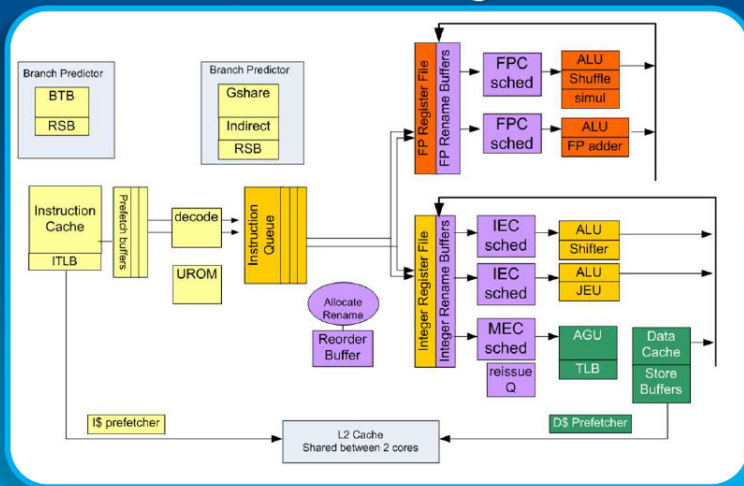 Branch Predictor
BTB
RSB
Branch Predictor
Gshare
Indirect
RSB
Instruction
Cache
ITLB
Prefetch buffers
decode
UROM
Instruction
Queue
Allocate
Rename
Reorder
Buffer
FP Register File
FP Rename Buffers
FPC
sched
ALU
Shuffle
simul
FPC
sched
ALU
FP adder
Integer Register File
Integer Rename Buffers
IEC
sched
ALU
Shifter
IEC
sched
ALU
JEU
MEC
sched
reissue
Q
AGU
TLB
Data
Cache
Store
Buffers
I$ prefetcher
L2 Cache
Shared between 2 cores
D$ Prefetcher